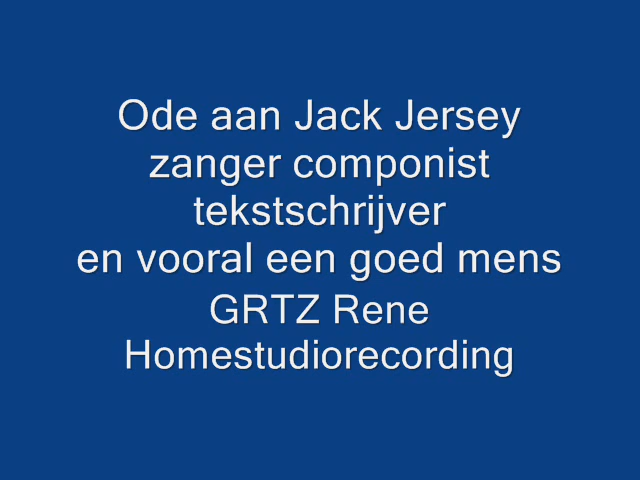 Ode aan Jack Jersey
zanger componist
tekstschrijver
en vooral een goed mens
GRTZ Rene
Homestudiorecording